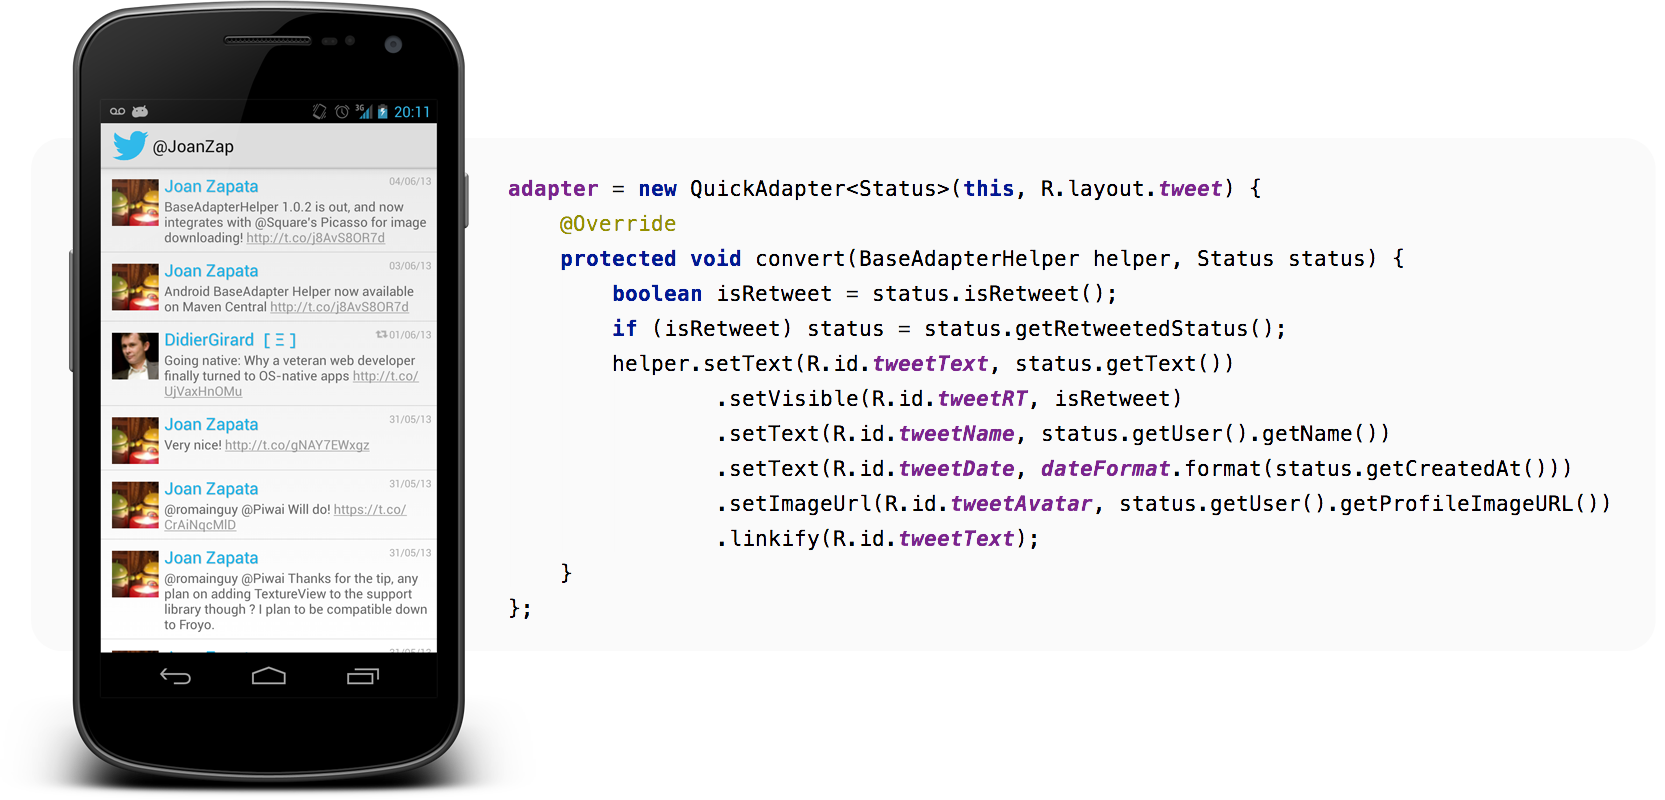 3G 20:11
@JoanZap
Joan Zapata 04/06/13
BaseAdapterHelper 1.0.2 is out, and now
integrates with @Square's Picasso for image
downloading! http://t.co/j8AvS8OR7d
Joan Zapata 03/06/13
Android BaseAdapter Helper now available
on Maven Central http://t.co/j8AvS8OR7d
DidierGirard [ Ξ ] 01/06/13
Going native: Why a veteran web developer
finally turned to OS-native apps http://t.co/
UjVaxHnOMu
Joan Zapata 31/05/13
Very nice! http://t.co/gNAY7EWxgz
Joan Zapata 31/05/13
@romainguy @Piwai Will do! https://t.co/
CrAiNqcMlD
Joan Zapata 31/05/13
@romainguy @Piwai Thanks for the tip, any
plan on adding TextureView to the support
library though ? I plan to be compatible down
to Froyo.
Joan Zapata 31/05/13
adapter = new QuickAdapter<Status>(this, R.layout.tweet) {
@Override
protected void convert(BaseAdapterHelper helper, Status status) {
boolean isRetweet = status.isRetweet();
if (isRetweet) status = status.getRetweetedStatus();
helper.setText(R.id.tweetText, status.getText())
.setVisible(R.id.tweetRT, isRetweet)
.setText(R.id.tweetName, status.getUser().getName())
.setText(R.id.tweetDate, dateFormat.format(status.getCreatedAt()))
.setImageUrl(R.id.tweetAvatar, status.getUser().getProfileImageURL())
.linkify(R.id.tweetText);
}
};